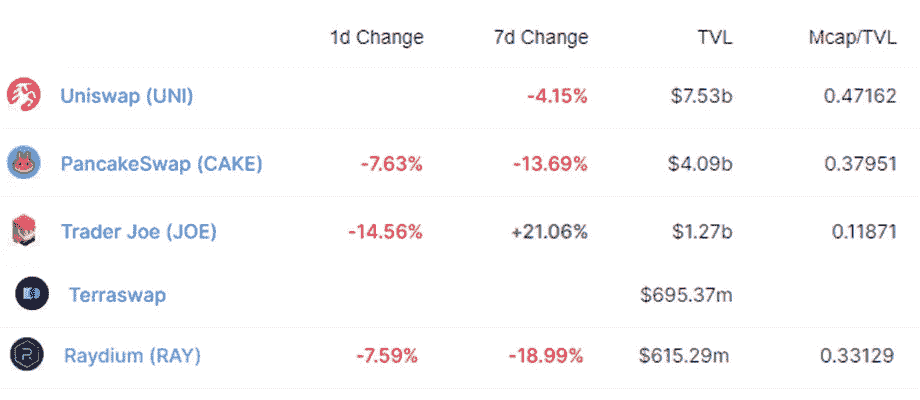 1d Change 7d Change TVL Mcap/TVL
Uniswap (UNI) -4.15% $7.53b 0.47162
PancakeSwap (CAKE) -7.63% -13.69% $4.09b 0.37951
Trader Joe (JOE) -14.56% +21.06% $1.27b 0.11871
Terraswap $695.37m
Raydium (RAY) -7.59% -18.99% $615.29m 0.33129